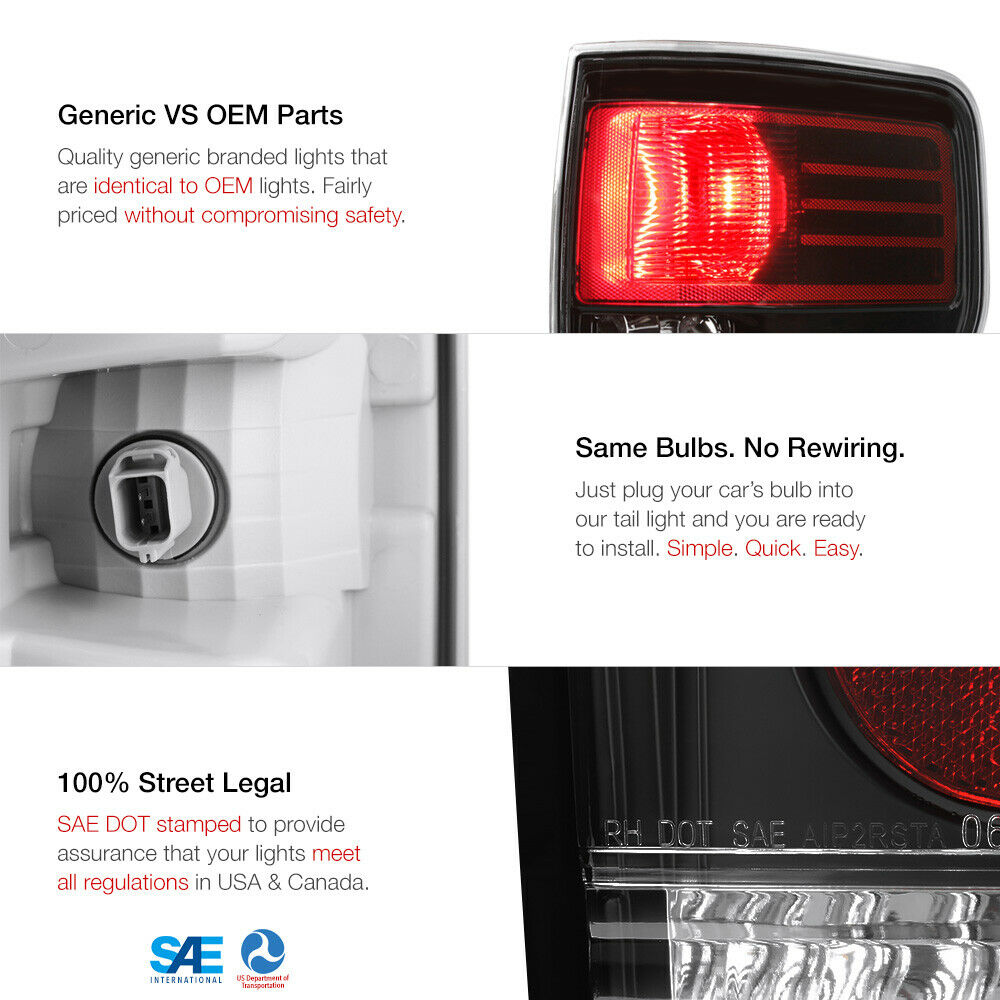 Generic VS OEM Parts
Quality generic branded lights that
are identical to OEM lights. Fairly
priced without compromising safety.
Same Bulbs. No Rewiring.
Just plug your car's bulb into
our tail light and you are ready
to install. Simple. Quick. Easy.
100% Street Legal
SAE DOT stamped to provide
assurance that your lights meet
all regulations in USA & Canada.
RH DOT SAE AIP2RSTA 06
SAE
INTERNATIONAL
US Department of
Transportation